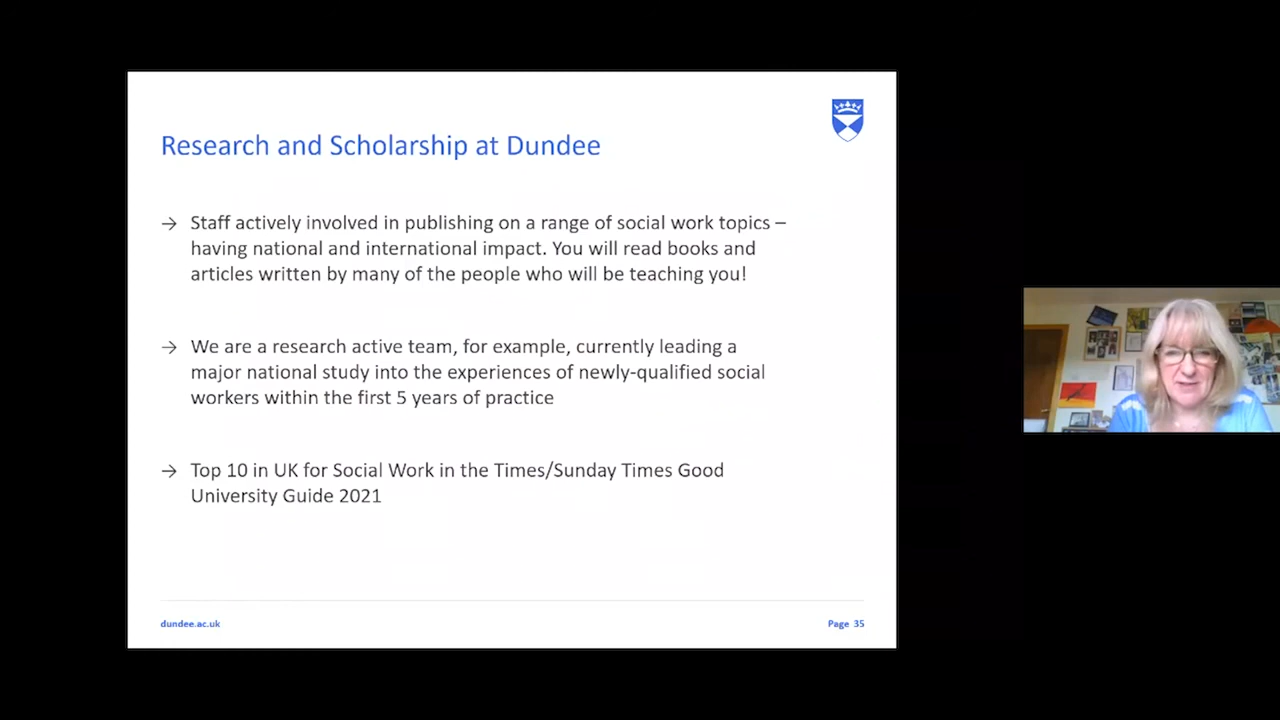 Research and Scholarship at Dundee
→ Staff actively involved in publishing on a range of social work topics –
having national and international impact. You will read books and
articles written by many of the people who will be teaching you!
→ We are a research active team, for example, currently leading a
major national study into the experiences of newly-qualified social
workers within the first 5 years of practice
→ Top 10 in UK for Social Work in the Times/Sunday Times Good
University Guide 2021
dundee.ac.uk
Page 35